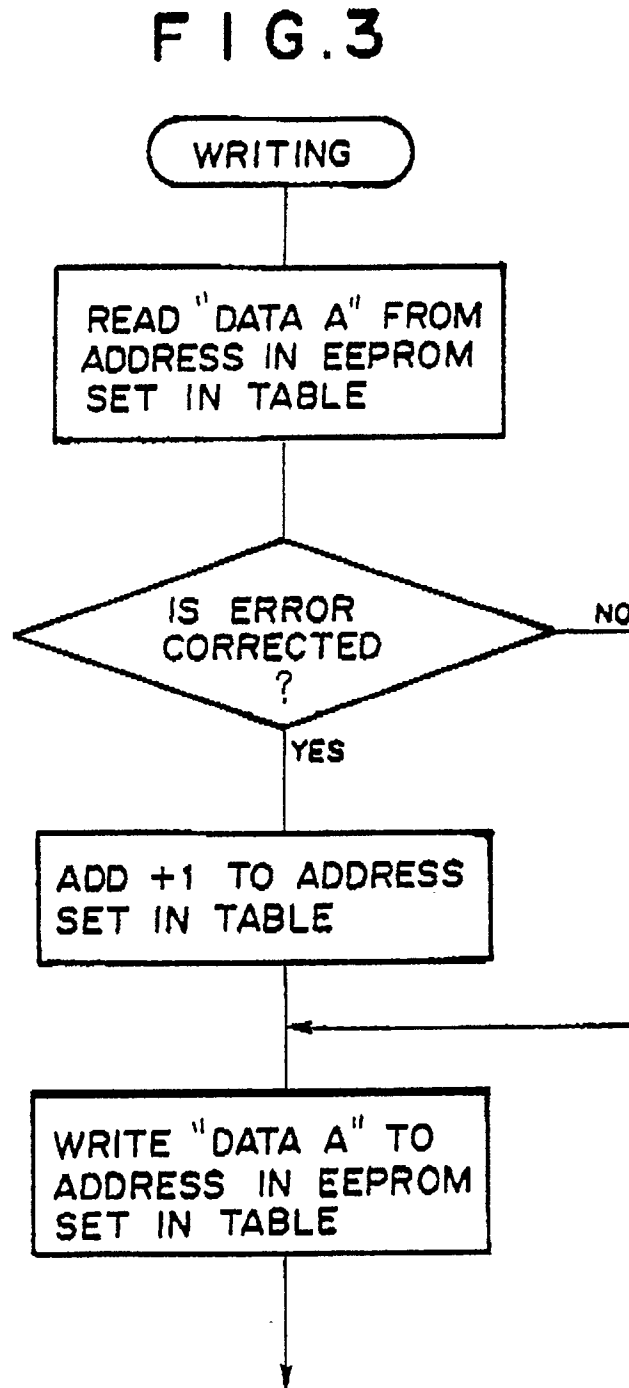 FIG.3
WRITING
READ "DATA A" FROM
ADDRESS IN EEPROM
SET IN TABLE
IS ERROR
CORRECTED
?
NO
YES
ADD +1 TO ADDRESS
SET IN TABLE
WRITE "DATA A" TO
ADDRESS IN EEPROM
SET IN TABLE